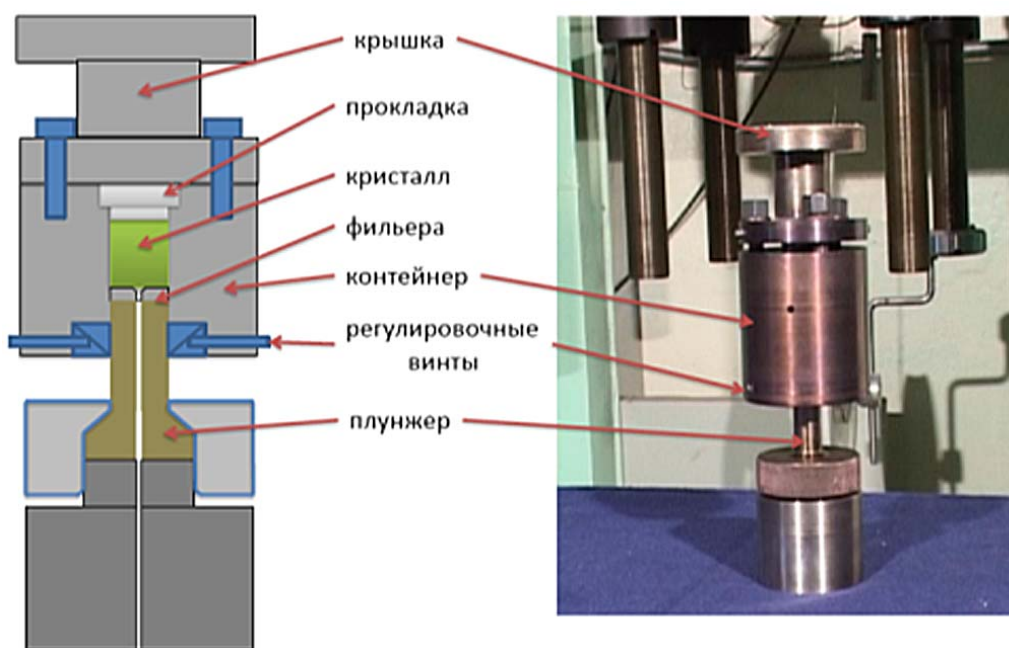 крышка
прокладка
кристалл
фильера
контейнер
регулировочные
винты
плунжер